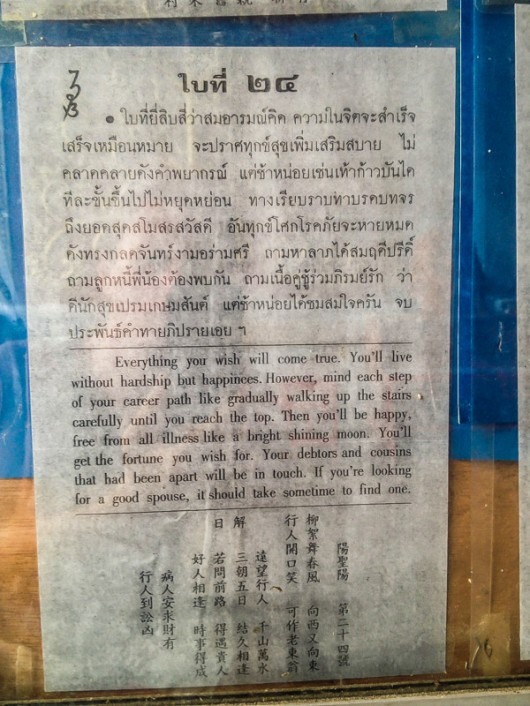 ใบที่ ๒๔
๑ ใบที่ยี่สิบสี่ว่าสมอารมณ์คิด ความในจิตจะสำเร็จ
เสร็จเหมือนหมาย จะปราศทุกข์สุขเพิ่มเสริมสบาย ไม่
คลาดคลายดังคำพยากรณ์ แต่ช้าหน่อยเช่นเท้าก้าวบันได
ทีละขั้นขึ้นไปไม่หยุดหย่อน ทางเรียบราบทาบรดบทจร
ถึงยอดสุดสโมสรสวัสดี อันทุกข์โศกโรคภัยจะหายหมด
ดังทรงกลดจันทร์งามอร่ามศรี ถามหาลาภได้สมฤดีปรีดิ์
ถามลูกหนี้พี่น้องต้องพบกัน ถามเนื้อคู่ชู้ร่วมภิรมย์รัก ว่า
ดีนักสุขเปรมเกษมสันต์ แต่ช้าหน่อยได้ชมสมใจครัน จบ
ประพันธ์คำทายภิปรายเอย ฯ
Everything you wish will come true. You'll live
without hardship but happinees. However, mind each step
of your career path like gradually walking up the stairs
carefully until you reach the top. Then you'll be happy,
free from all illness like a bright shining moon. You'll
get the fortune you wish for. Your debtors and cousins
that had been apart will be in touch. If you're looking
for a good spouse, it should take sometime to find one.
陽聖陽 第二十四號
柳絮舞春風 向西又向東
行人開口笑 可作老東翁
遠望行人 千山萬水
解 三朝五日 結久相逢
曰 若問前路 得遇貴人
好人相逢 時事得成
病人安求財有
行人到訟凶